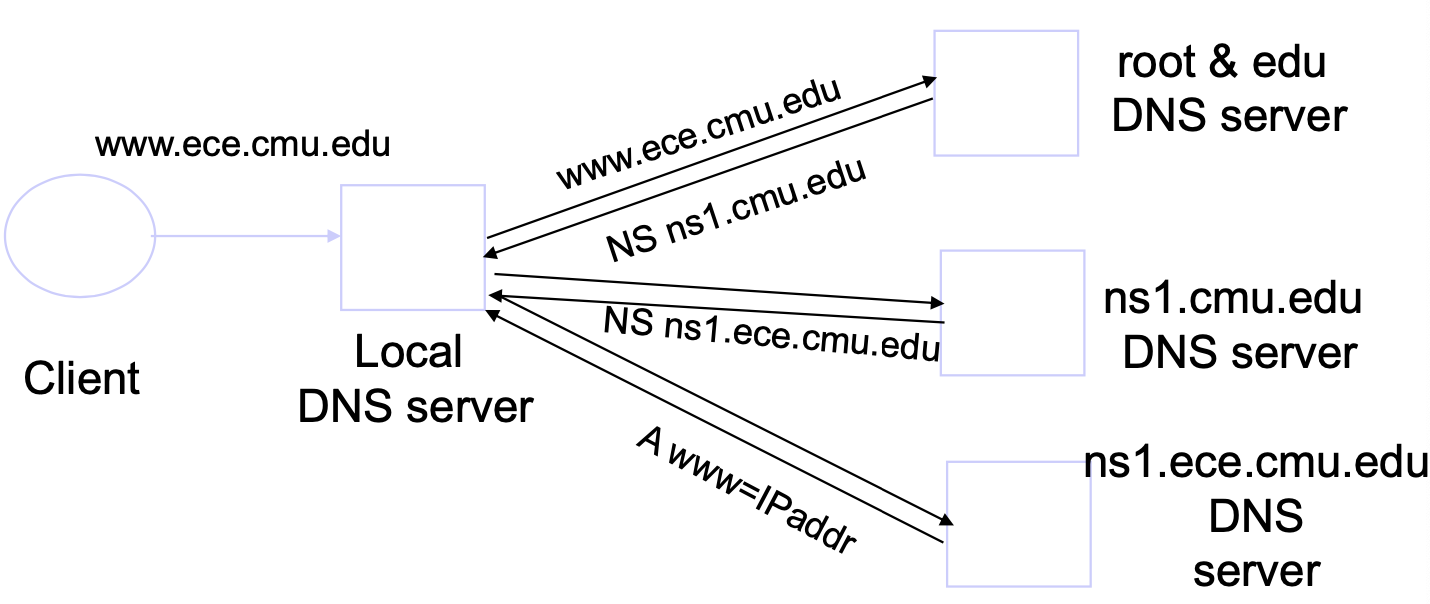 www.ece.cmu.edu
Client
Local
DNS server
www.ece.cmu.edu
NS ns1.cmu.edu
root & edu
DNS server
NS ns1.ece.cmu.edu
ns1.cmu.edu
DNS server
A www=IPaddr
ns1.ece.cmu.edu
DNS
server